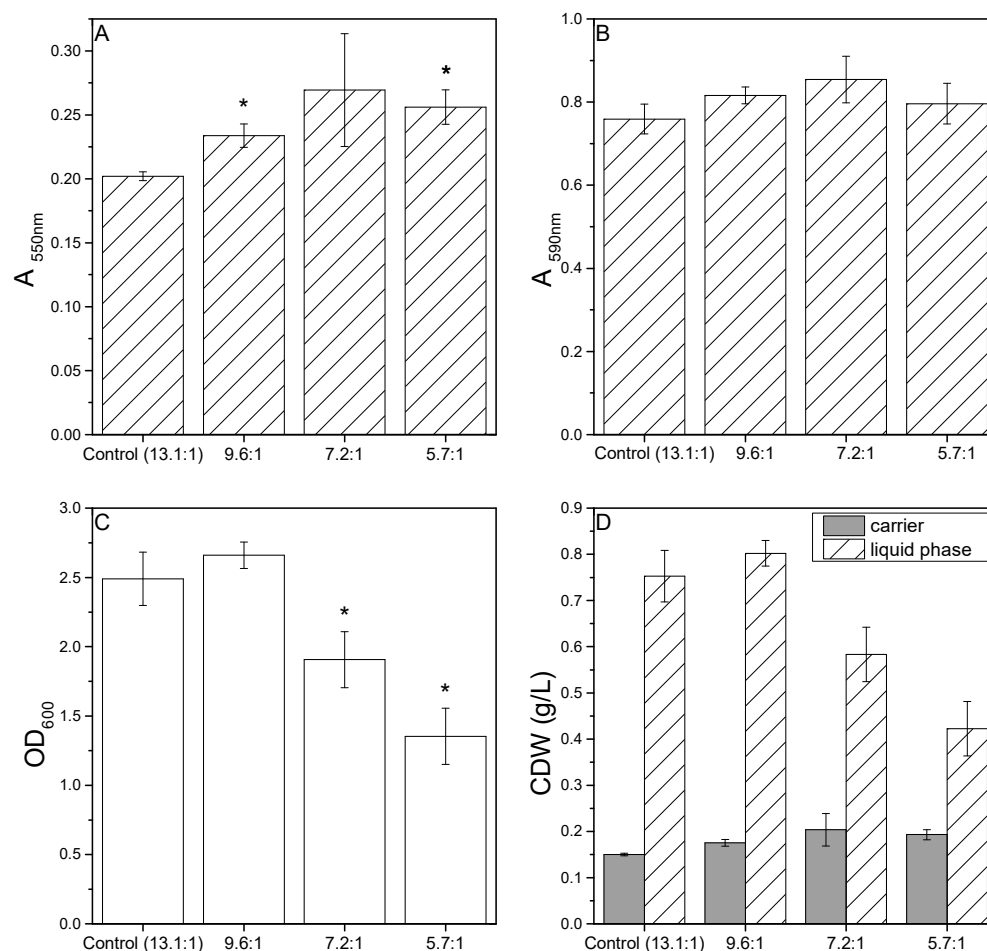 A
0.30
0.25
0.20
0.15
0.10
0.05
0.00
A 550nm
*
*
Control (13.1:1) 9.6:1 7.2:1 5.7:1
B
1.0
0.8
0.6
0.4
0.2
0.0
A 590nm
Control (13.1:1) 9.6:1 7.2:1 5.7:1
C
3.0
2.5
2.0
1.5
1.0
0.5
0.0
OD600
*
*
Control (13.1:1) 9.6:1 7.2:1 5.7:1
D
0.9
0.8
0.7
0.6
0.5
0.4
0.3
0.2
0.1
0.0
CDW (g/L)
carrier
liquid phase
Control (13.1:1) 9.6:1 7.2:1 5.7:1